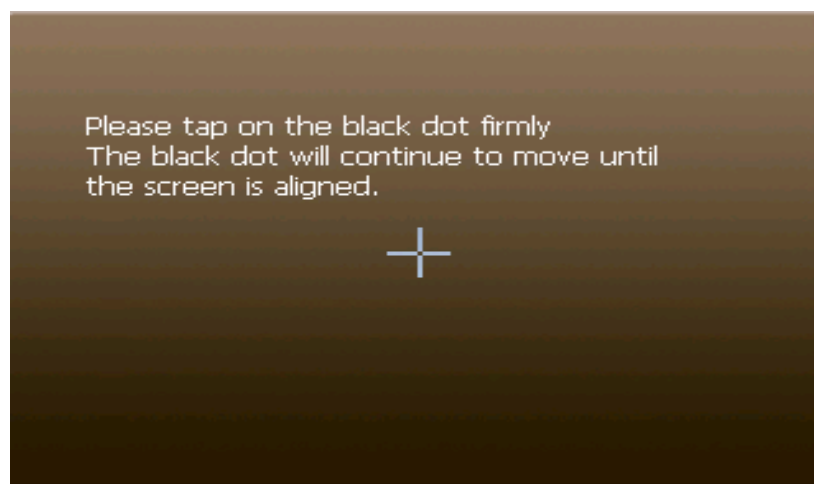 Please tap on the black dot firmly
The black dot will continue to move until
the screen is aligned.